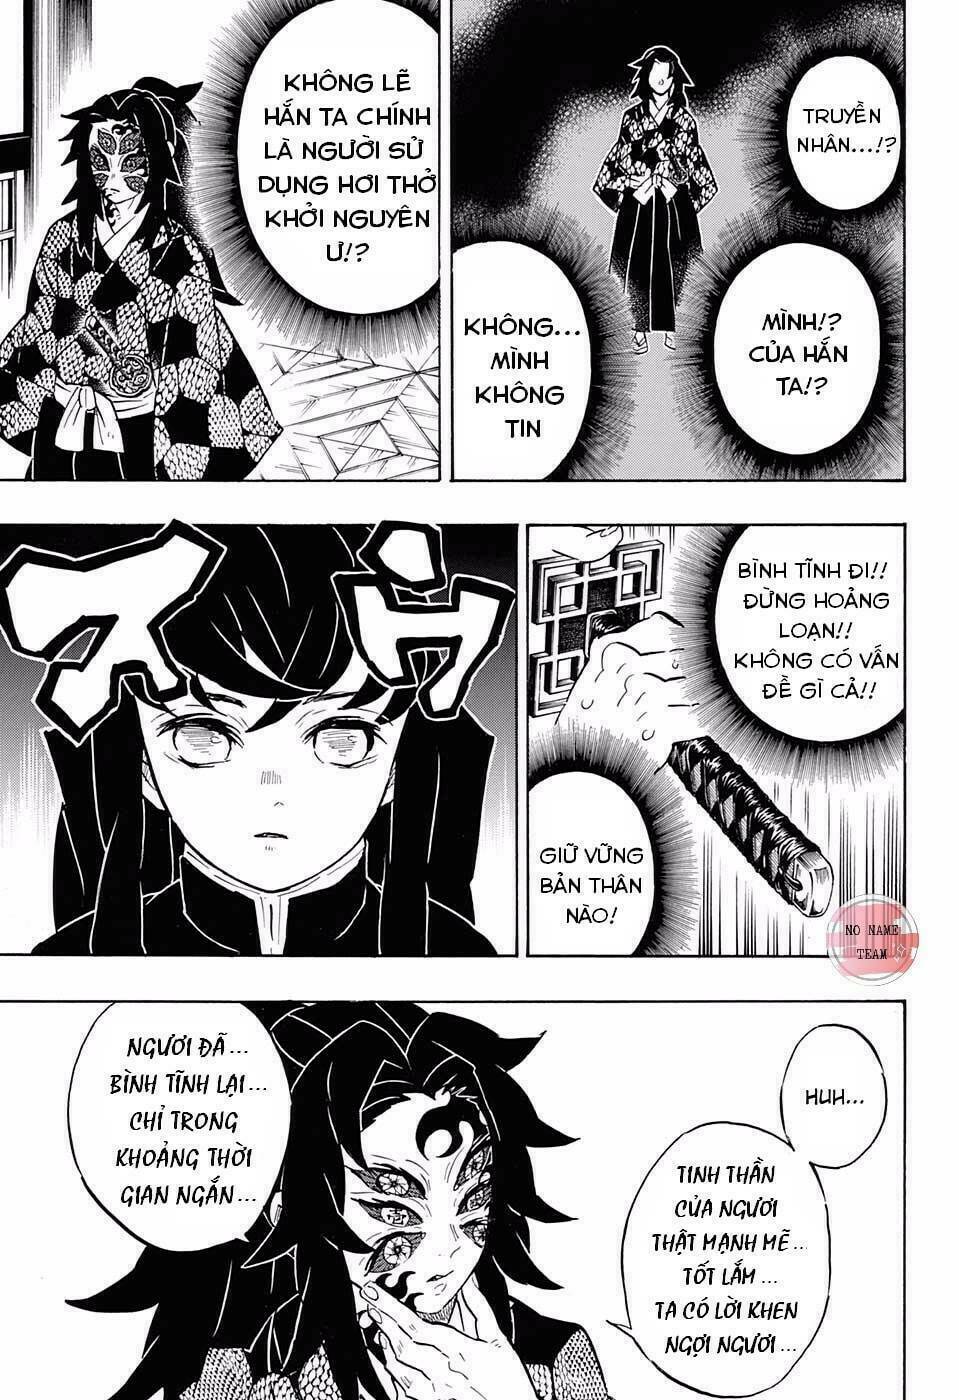 TRUYỀN
NHÂN...!?
MÌNH!?
CỦA HẮN
TA!?
KHÔNG...
MÌNH
KHÔNG
TIN
KHÔNG LẼ
HẮN TA CHÍNH
LÀ NGƯỜI SỬ
DỤNG HƠI THỞ
KHỞI NGUYÊN
Ư!?
BÌNH TĨNH ĐI!!
ĐỪNG HOẢNG
LOẠN!!
KHÔNG CÓ VẤN
ĐỀ GÌ CẢ!!
GIỮ VỮNG
BẢN THÂN
NÀO!
NO NAME
TEAM
スウ
HUH...
TINH THẦN
CỦA NGƯƠI
THẬT MẠNH MẼ ...
TỐT LẮM ...
TA CÓ LỜI KHEN
NGỢI NGƯƠI ...
NGƯƠI ĐÃ ...
BÌNH TĨNH LẠI ...
CHỈ TRONG
KHOẢNG THỜI
GIAN NGẮN ...